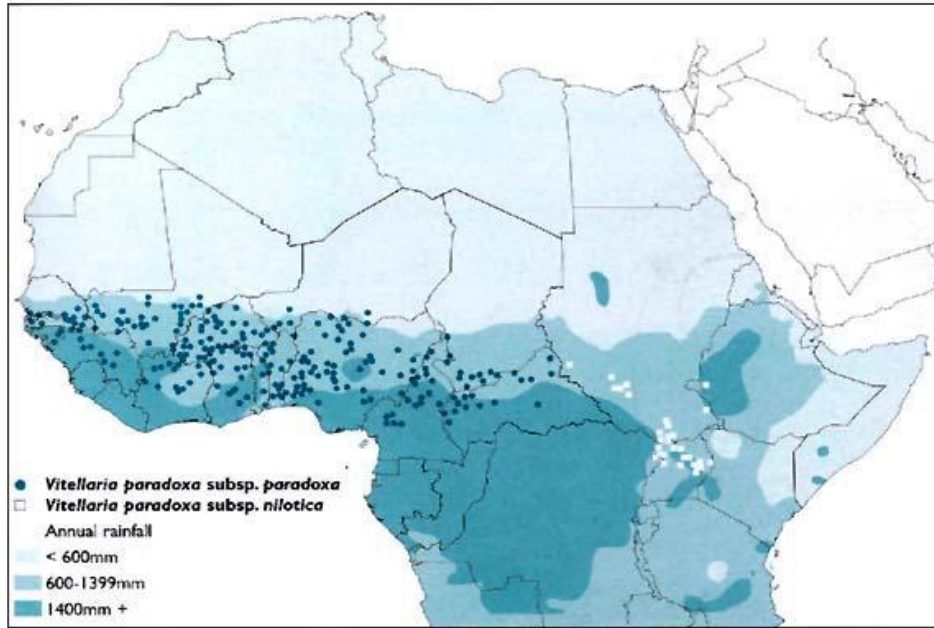 Vitellaria paradoxa subsp. paradoxa
Vitellaria paradoxa subsp. nilotica
Annual rainfall
< 600mm
600-1399mm
1400mm +